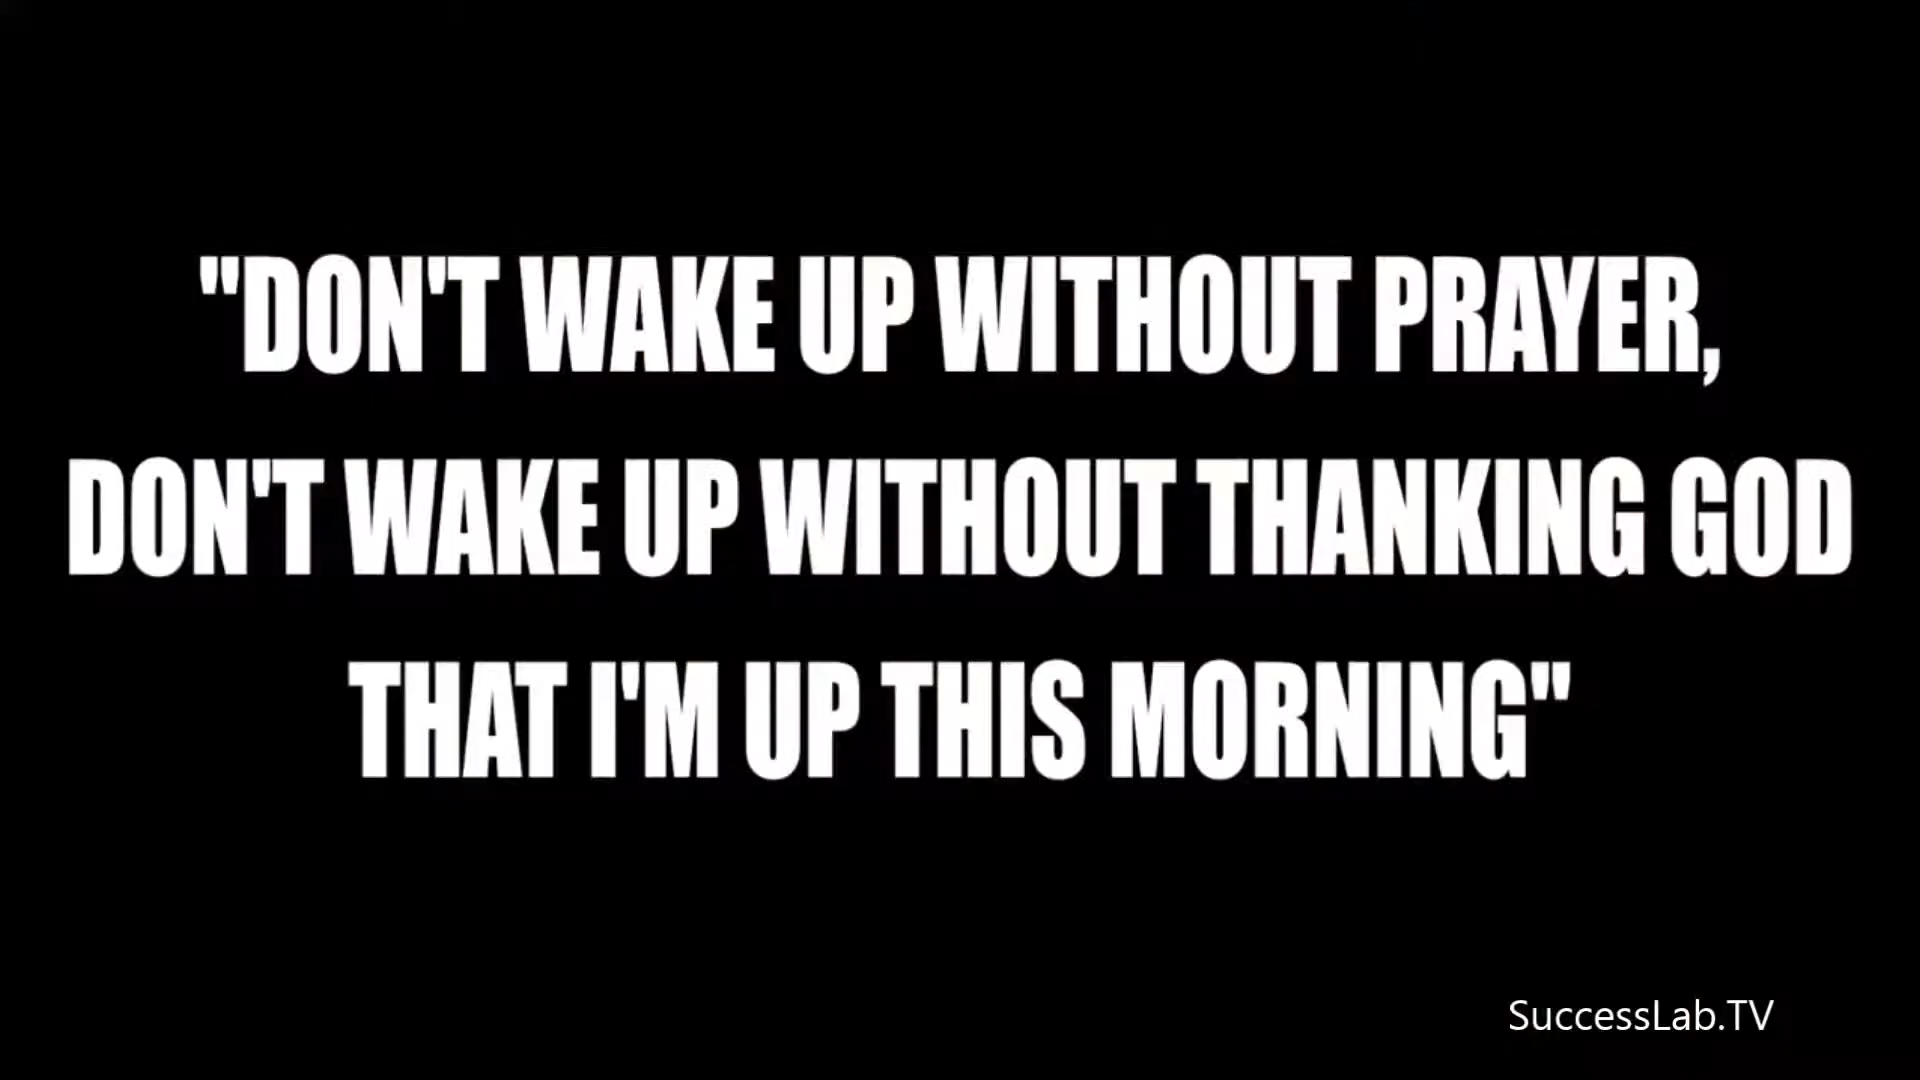 "DON'T WAKE UP WITHOUT PRAYER,
DON'T WAKE UP WITHOUT THANKING GOD
THAT I'M UP THIS MORNING"
SuccessLab.TV